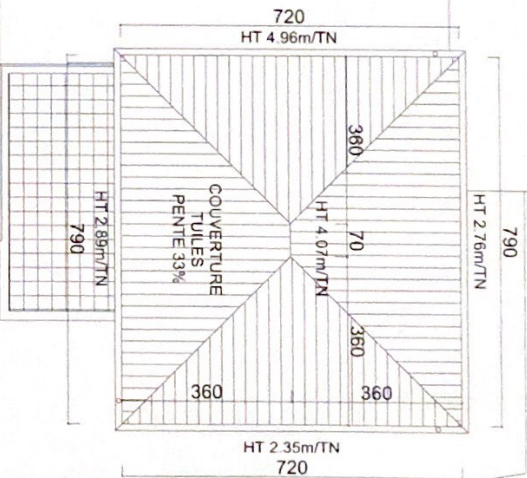 720
HT 4.96m/TN
360
COUVERTURE
TUILES
PENTE 33%
HT 4.07m/TN
70
HT 2.89m/TN
790
HT 2.76m/TN
790
360
360
360
HT 2.35m/TN
720